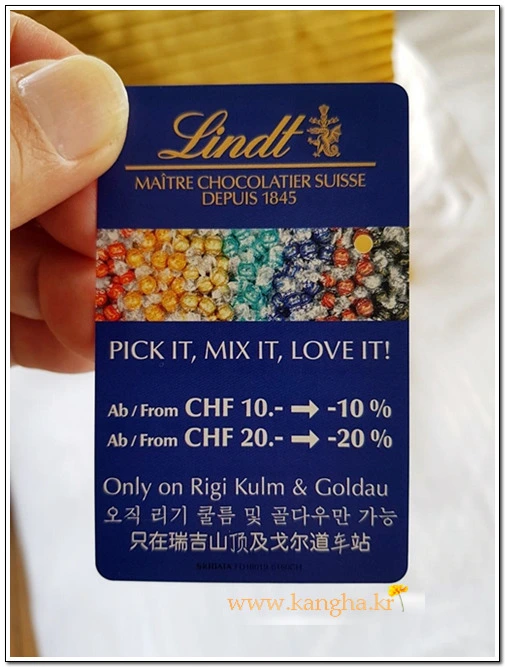 Lindt
MAÎTRE CHOCOLATIER SUISSE
DEPUIS 1845
PICK IT, MIX IT, LOVE IT!
Ab / From CHF 10.- ➡ -10 %
Ab / From CHF 20.- ➡ -20 %
Only on Rigi Kulm & Goldau
오직 리기 쿨름 및 골다우만 가능
只在瑞吉山顶及戈尔道车站
www.kangha.kr